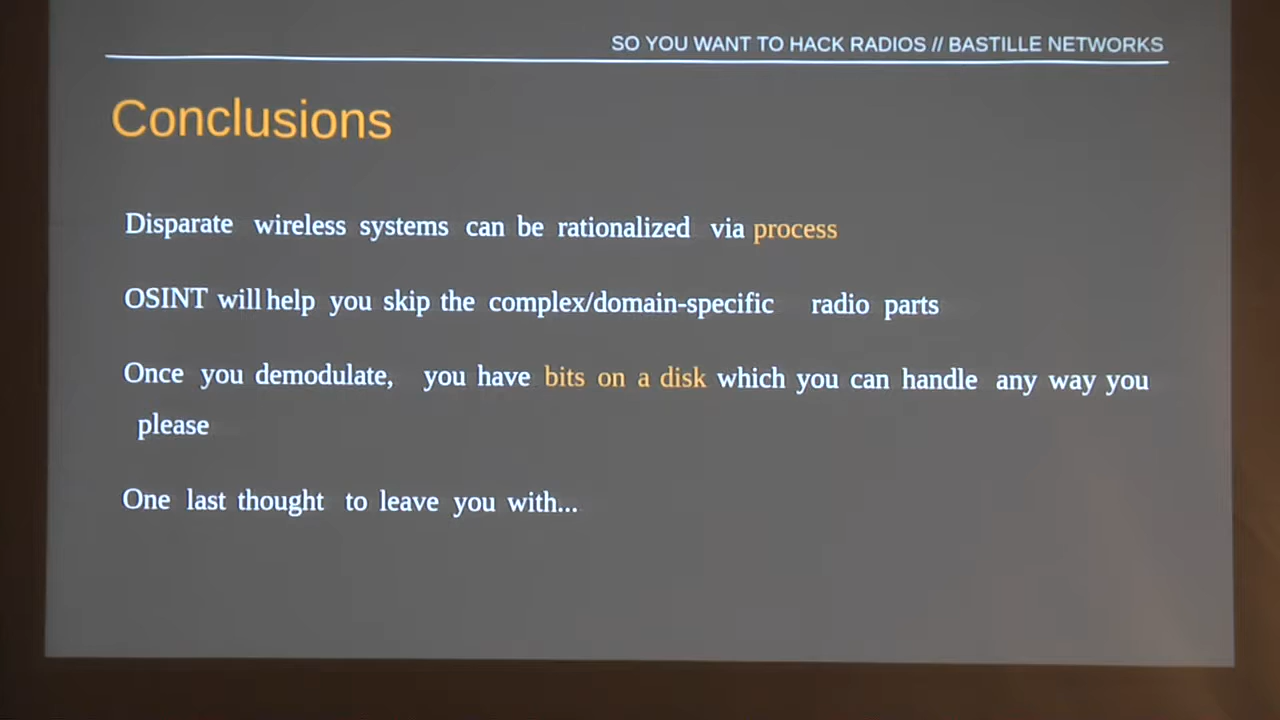 SO YOU WANT TO HACK RADIOS // BASTILLE NETWORKS
Conclusions
Disparate wireless systems can be rationalized via process
OSINT will help you skip the complex/domain-specific radio parts
Once you demodulate, you have bits on a disk which you can handle any way you
please
One last thought to leave you with...